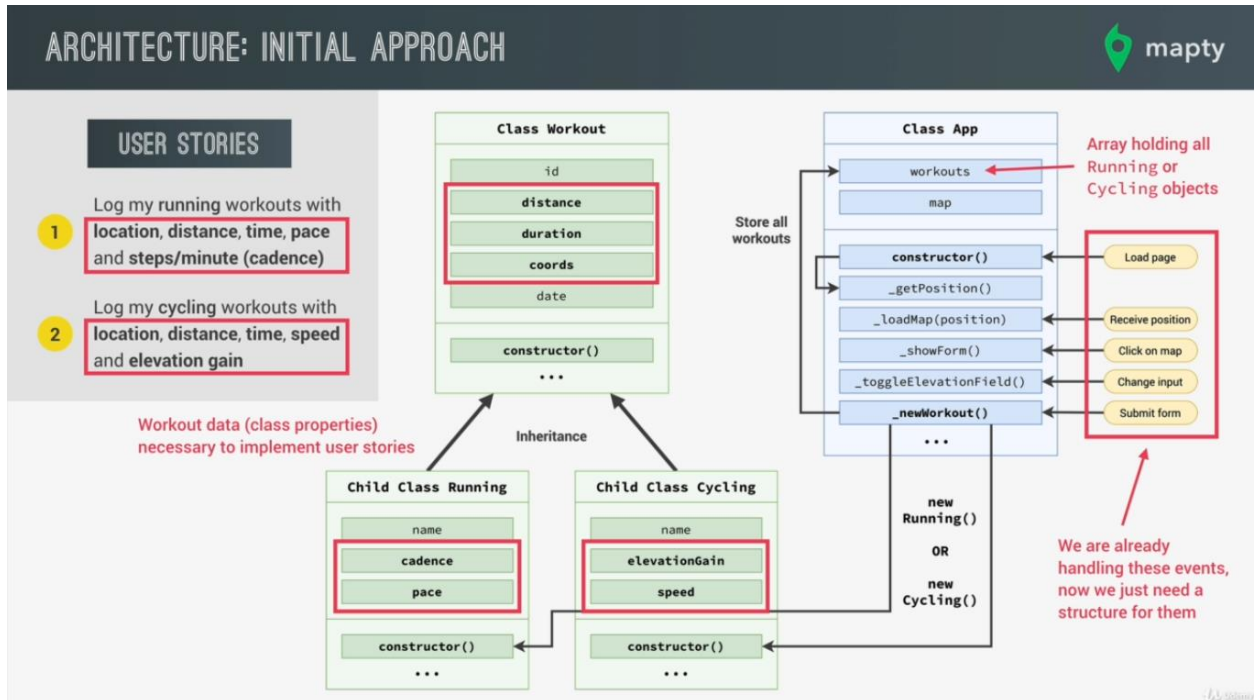 ARCHITECTURE: INITIAL APPROACH
mapty
USER STORIES
1
Log my running workouts with
location, distance, time, pace
and steps/minute (cadence)
2
Log my cycling workouts with
location, distance, time, speed
and elevation gain
Workout data (class properties)
necessary to implement user stories
Class Workout
id
distance
duration
coords
date
constructor()
...
Inheritance
Child Class Running
name
cadence
pace
constructor()
...
Child Class Cycling
name
elevationGain
speed
constructor()
...
Class App
workouts
map
constructor()
_getPosition()
_loadMap(position)
_showForm()
_toggleElevationField()
_newWorkout()
...
Store all
workouts
Array holding all
Running or
Cycling objects
Load page
Receive position
Click on map
Change input
Submit form
new
Running()
OR
new
Cycling()
We are already
handling these events,
now we just need a
structure for them